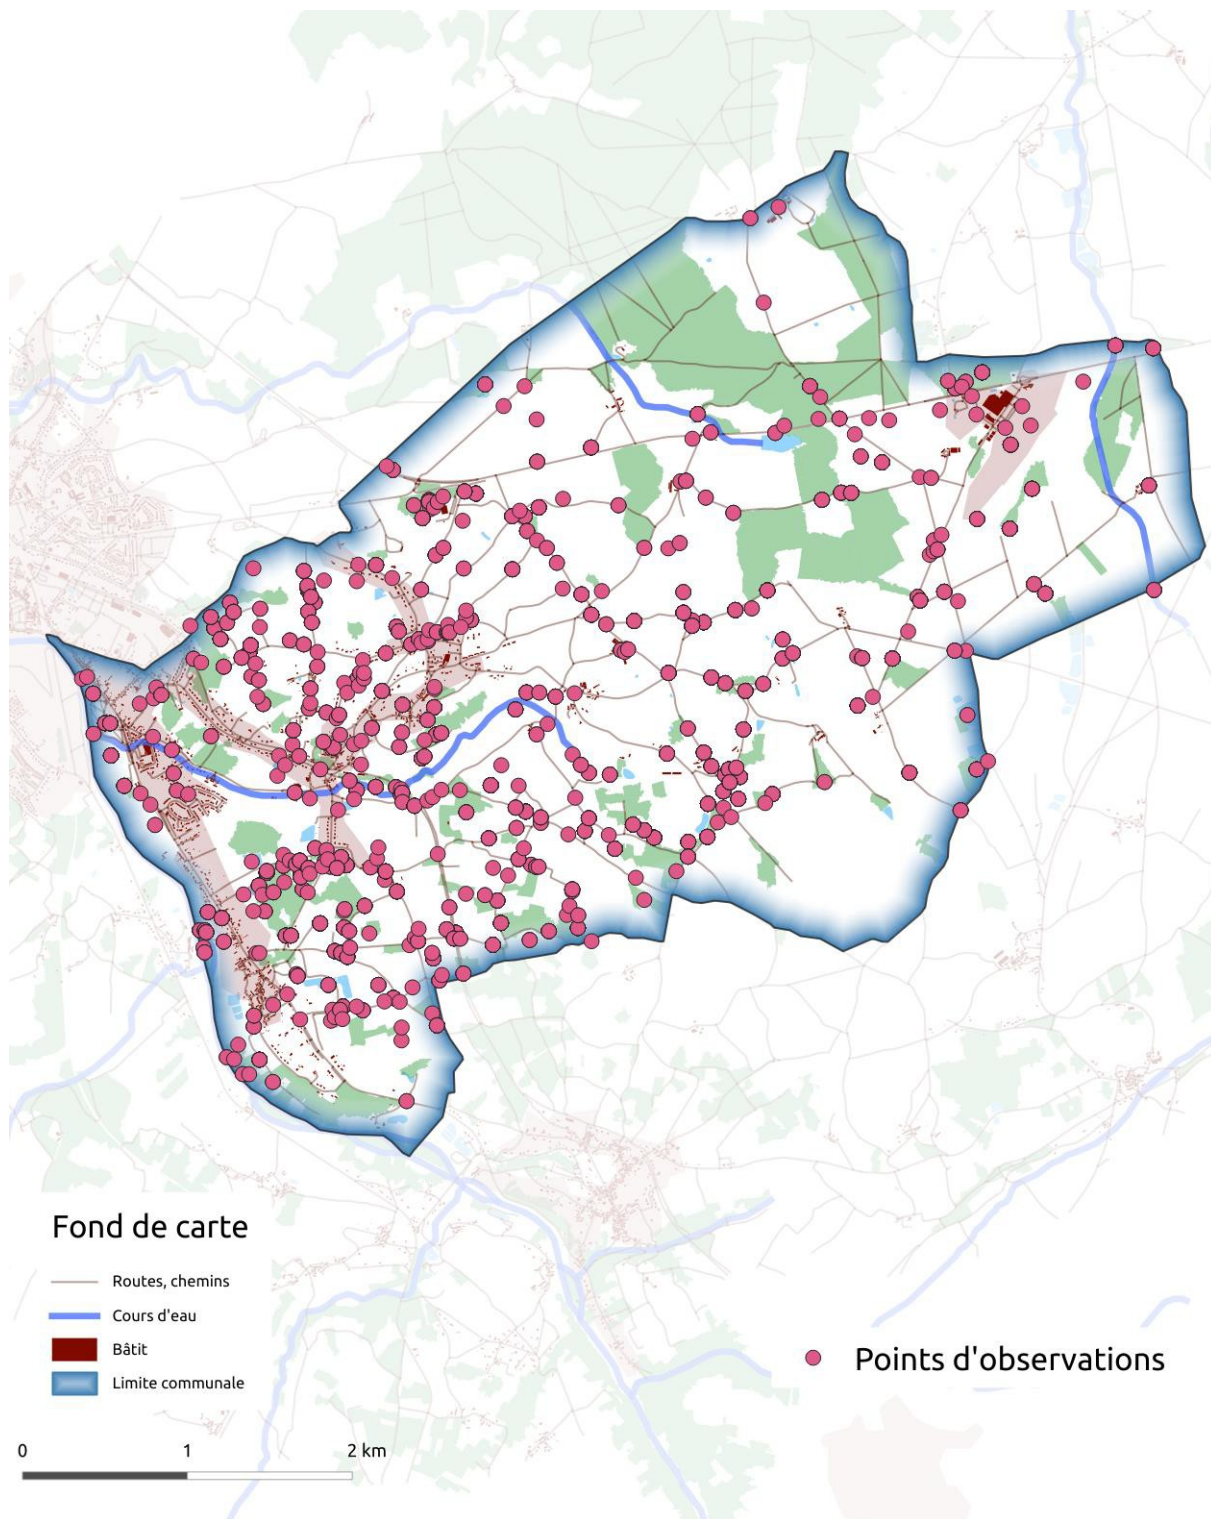 Fond de carte
Routes, chemins
Cours d'eau
Bâtit
Limite communale
Points d'observations
0 1 2 km